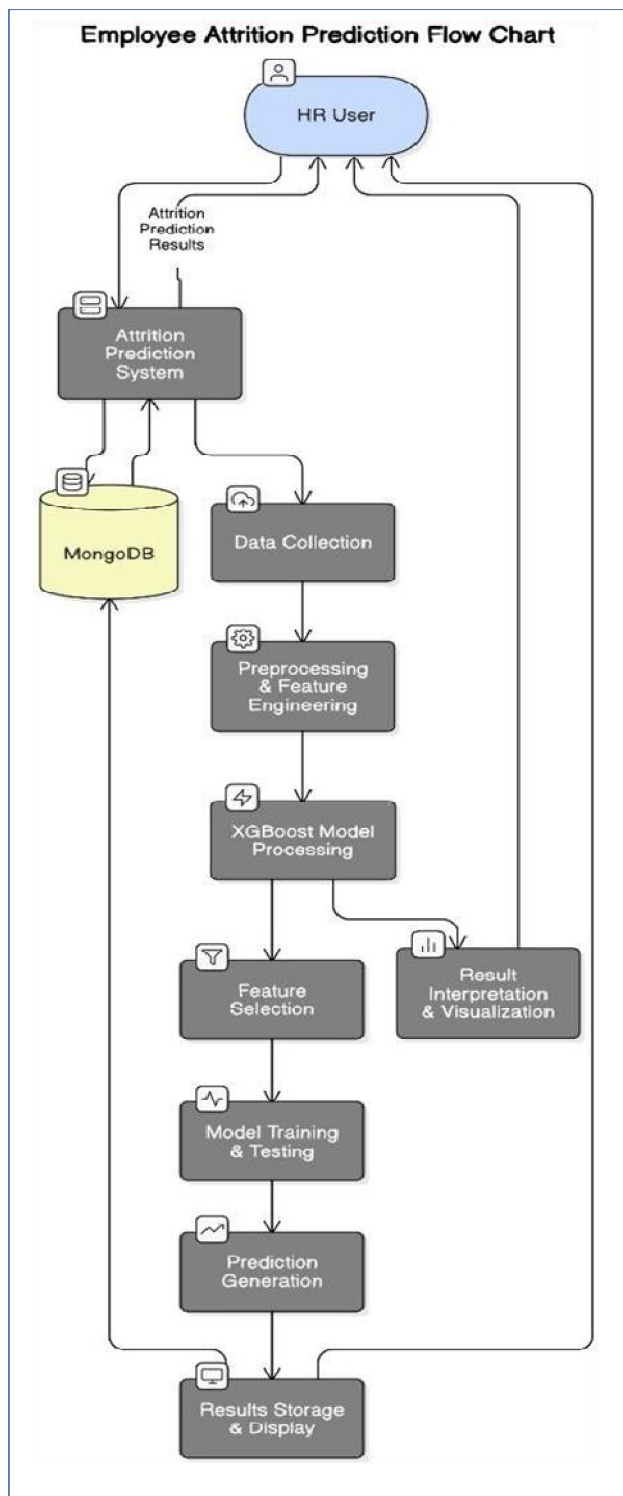 Employee Attrition Prediction Flow Chart
HR User
Attrition
Prediction
Results
Attrition
Prediction
System
MongoDB
Data Collection
Preprocessing
& Feature
Engineering
XGBoost Model
Processing
Feature
Selection
Result
Interpretation
& Visualization
Model Training
& Testing
Prediction
Generation
Results Storage
& Display